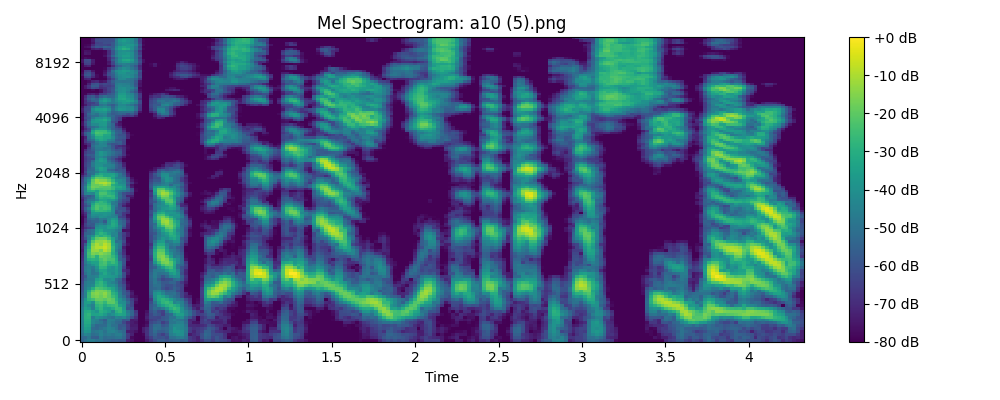 Mel Spectrogram: a10 (5).png
+0 dB
8192
-10 dB
4096
-20 dB
-30 dB
2048
Hz
-40 dB
1024
-50 dB
-60 dB
512
-70 dB
0
-80 dB
0 0.5 1 1.5 2 2.5 3 3.5 4
Time